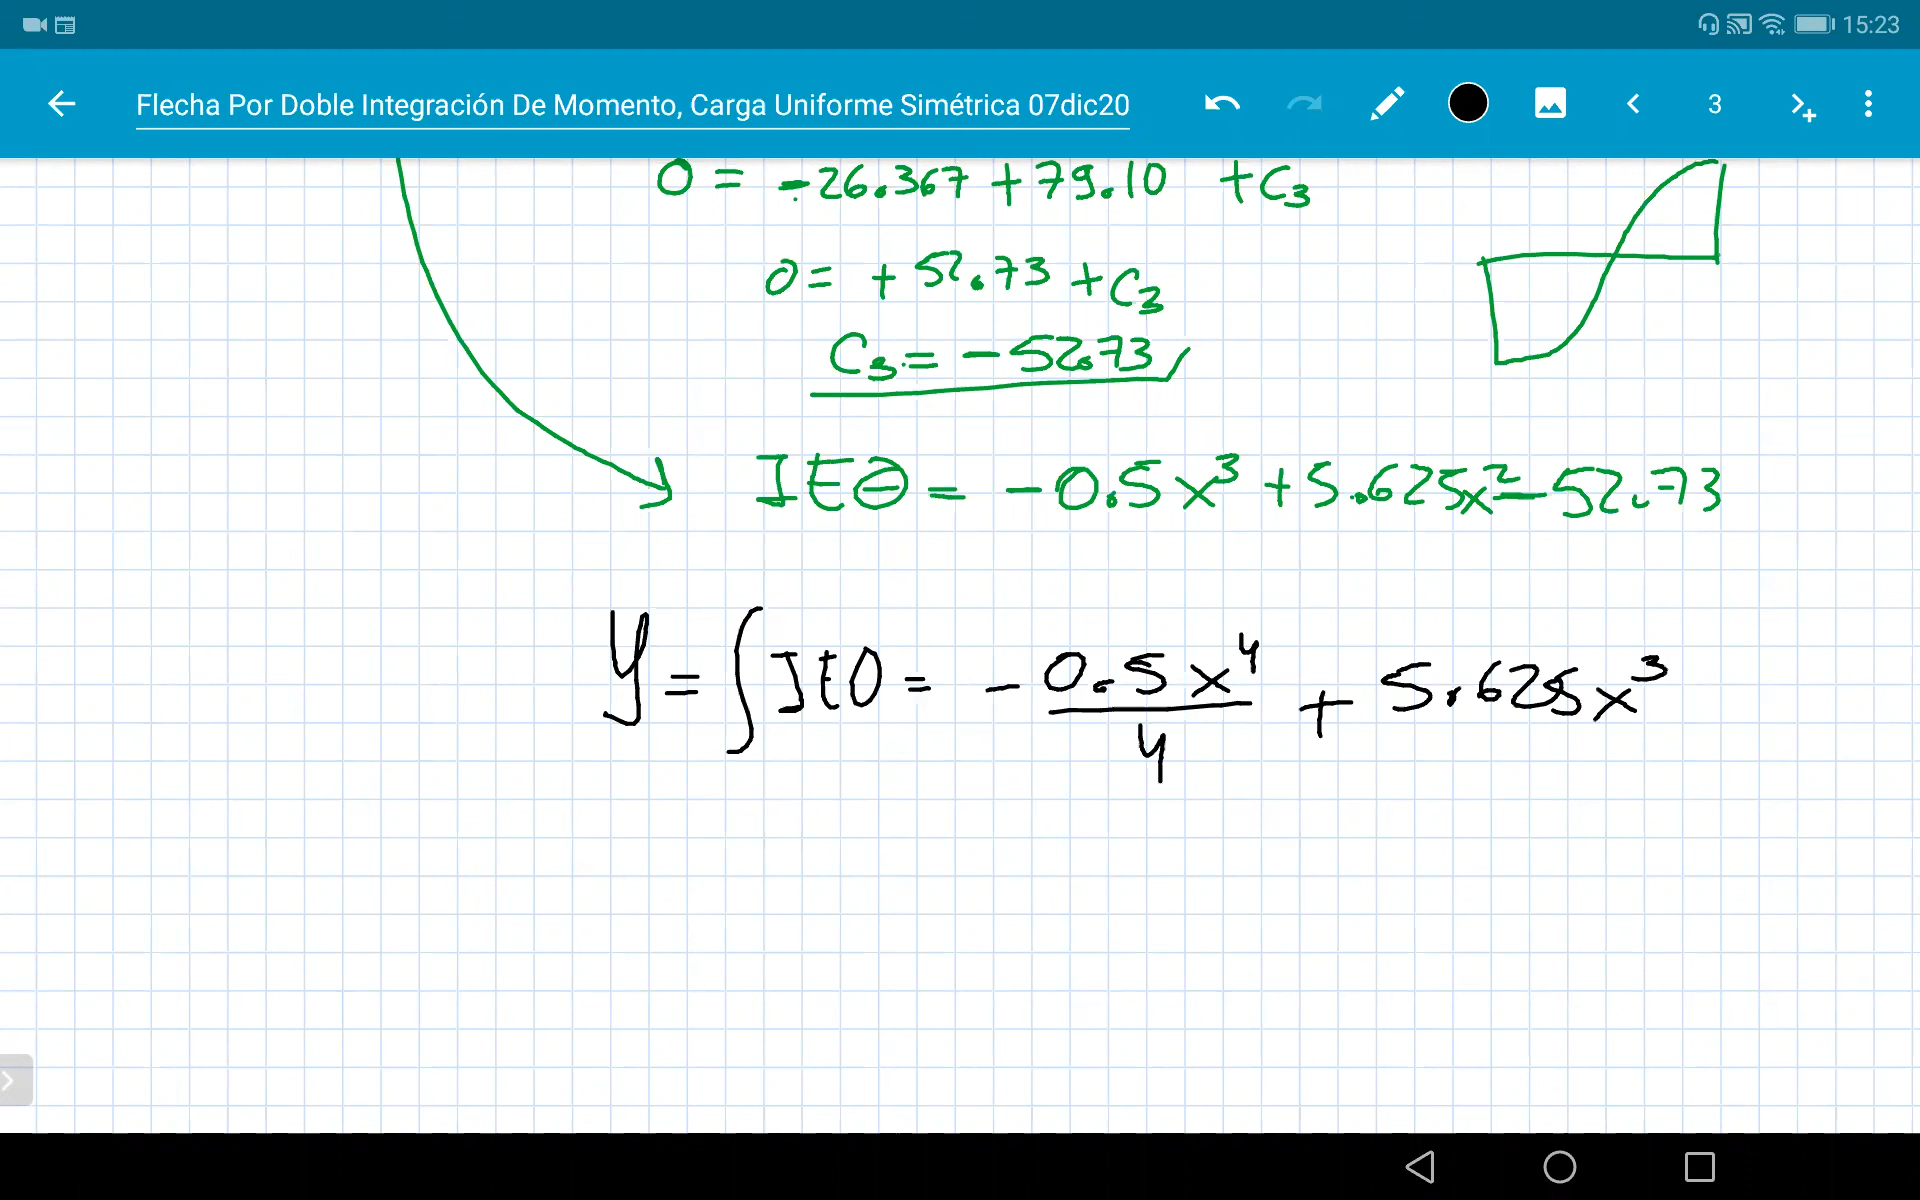 15:23
Flecha Por Doble Integración De Momento, Carga Uniforme Simétrica 07dic20
3
0 = -26.367 + 79.10 + C₃
0 = + 52.73 + C₃
C₃ = - 52.73
IEθ = - 0.5x³ + 5.625x² - 52.73
y = ∫ IEθ = - 0.5x⁴/4 + 5.625x³